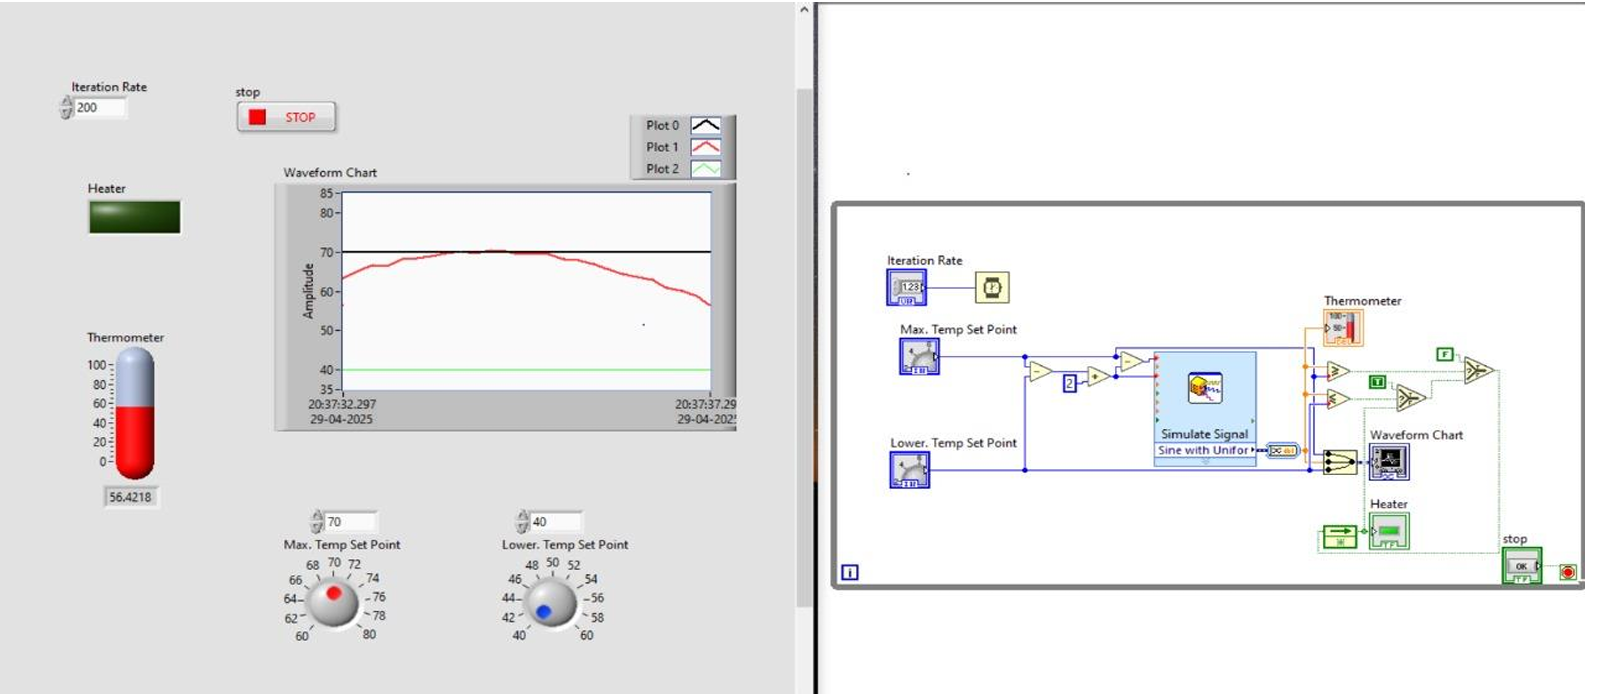 Iteration Rate
200
stop
STOP
Plot 0
Plot 1
Plot 2
Heater
Waveform Chart
85
80
70
60
50
40
35
Amplitude
20:37:32.297
29-04-2025
20:37:37.29
29-04-202
Thermometer
100
80
60
40
20
0
56.4218
70
Max. Temp Set Point
60
62
64
66
68
70
72
74
76
78
80
40
Lower. Temp Set Point
40
42
44
46
48
50
52
54
56
58
60
Iteration Rate
1.23
Max. Temp Set Point
2
Lower. Temp Set Point
Simulate Signal
Sine with Unifor
Thermometer
100
50
F
T
Waveform Chart
Heater
TF
stop
OK
TF
i